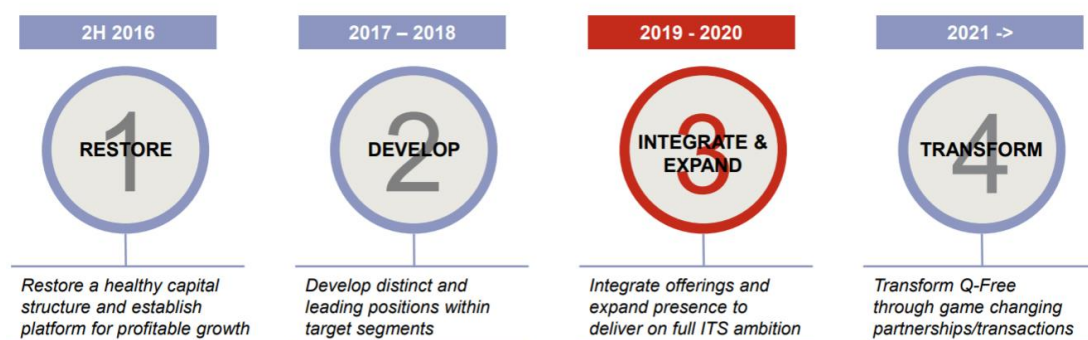 2H 2016
1
RESTORE
Restore a healthy capital
structure and establish
platform for profitable growth
2017 – 2018
2
DEVELOP
Develop distinct and
leading positions within
target segments
2019 - 2020
3
INTEGRATE &
EXPAND
Integrate offerings and
expand presence to
deliver on full ITS ambition
2021 ->
4
TRANSFORM
Transform Q-Free
through game changing
partnerships/transactions